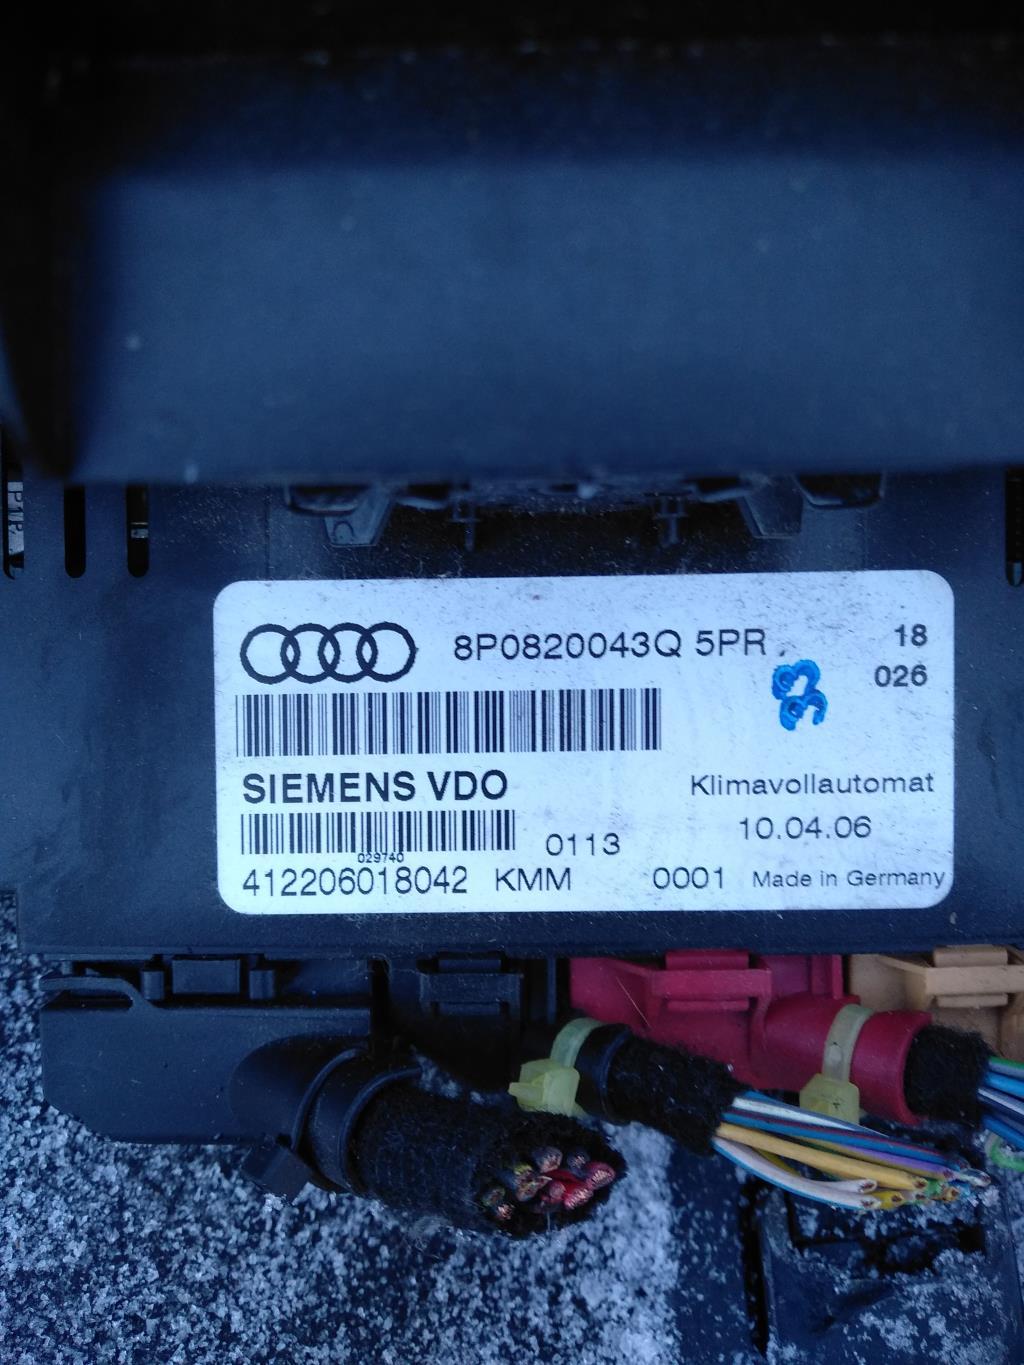 8P0820043Q 5PR
18
026
SIEMENS VDO
Klimavollautomat
10.04.06
029740
0113
412206018042 KMM 0001 Made in Germany